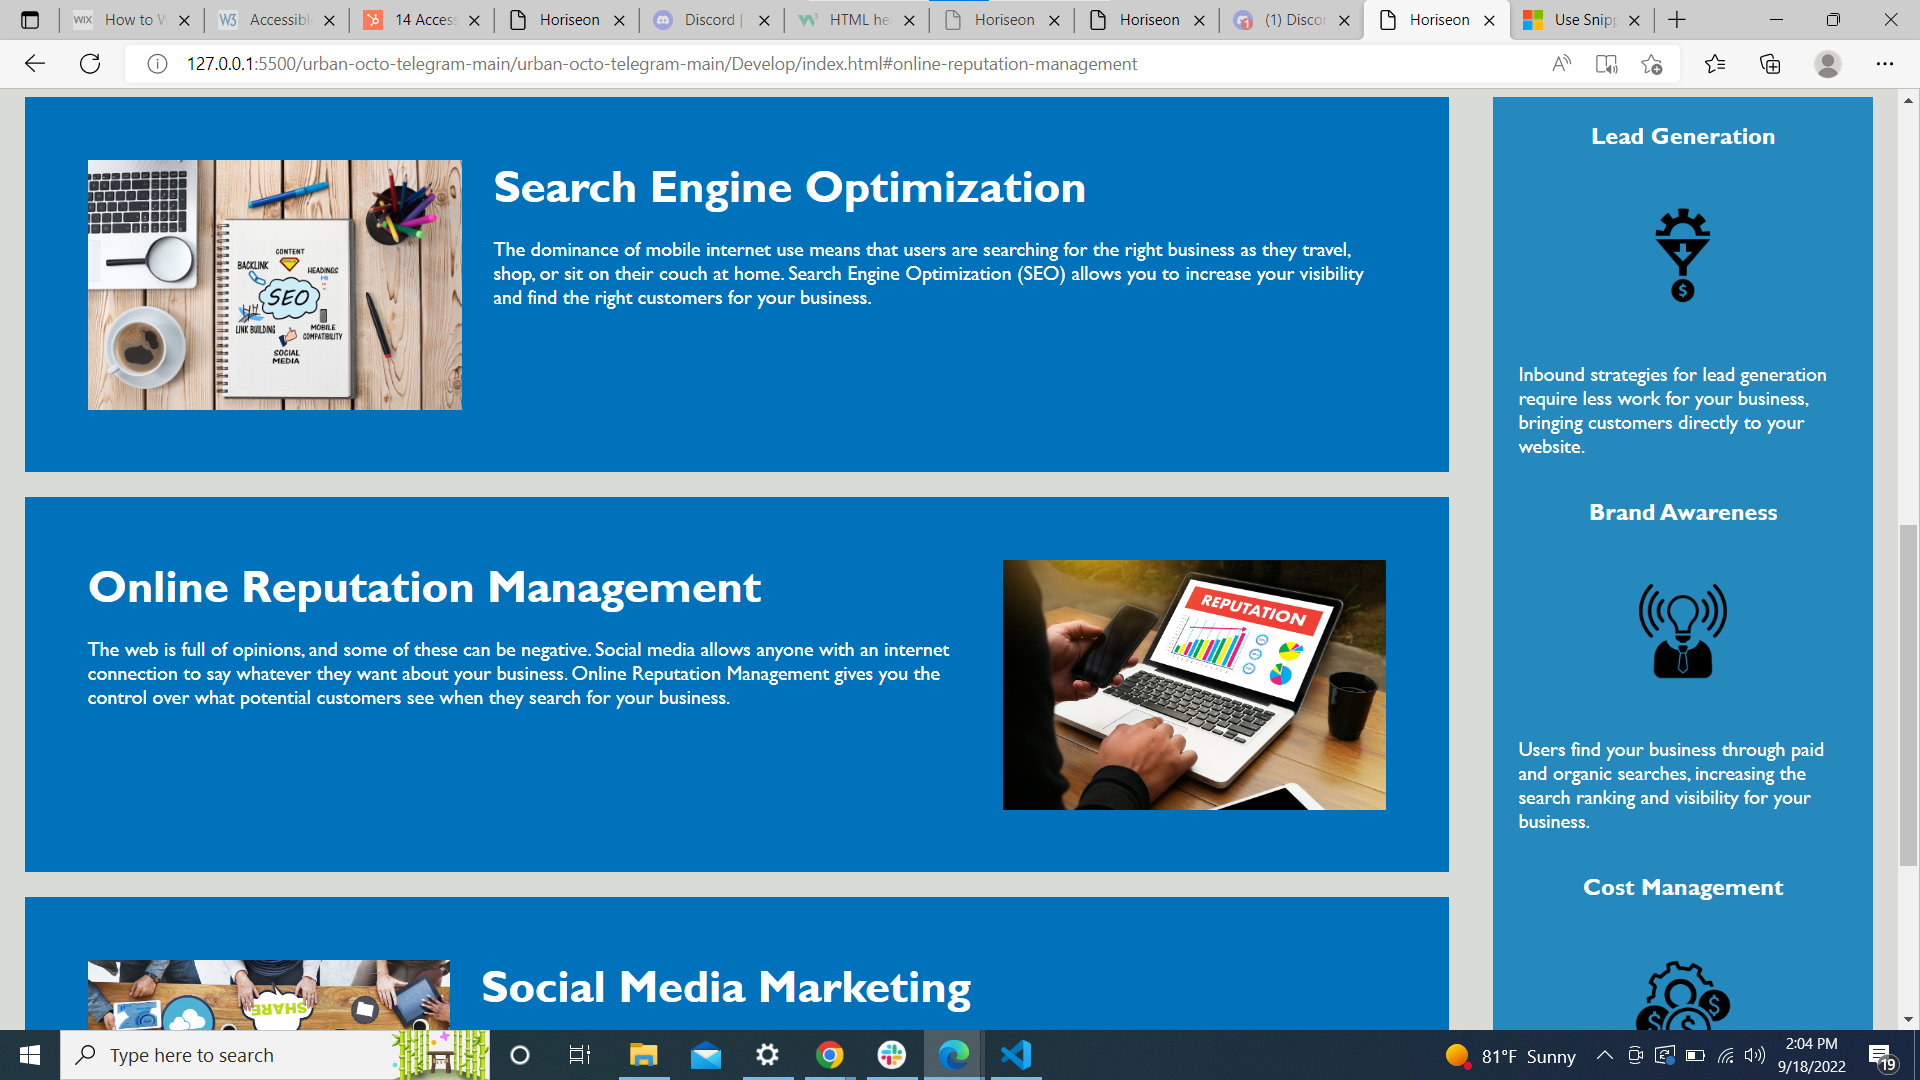 WIX How to W
W3 Accessible
14 Access
Horiseon
Discord |
HTML hea
Horiseon
Horiseon
(1) Discor
Horiseon
Use Snipp
127.0.0.1:5500/urban-octo-telegram-main/urban-octo-telegram-main/Develop/index.html#online-reputation-management
Search Engine Optimization
The dominance of mobile internet use means that users are searching for the right business as they travel,
shop, or sit on their couch at home. Search Engine Optimization (SEO) allows you to increase your visibility
and find the right customers for your business.
CONTENT
BACKLINK
HEADINGS
SEO
LINK BUILDING
MOBILE
COMPATIBILITY
SOCIAL
MEDIA
Online Reputation Management
The web is full of opinions, and some of these can be negative. Social media allows anyone with an internet
connection to say whatever they want about your business. Online Reputation Management gives you the
control over what potential customers see when they search for your business.
REPUTATION
Social Media Marketing
SHARE
Lead Generation
$
Inbound strategies for lead generation
require less work for your business,
bringing customers directly to your
website.
Brand Awareness
Users find your business through paid
and organic searches, increasing the
search ranking and visibility for your
business.
Cost Management
$ $ $
Type here to search
81°F Sunny
2:04 PM
9/18/2022
19